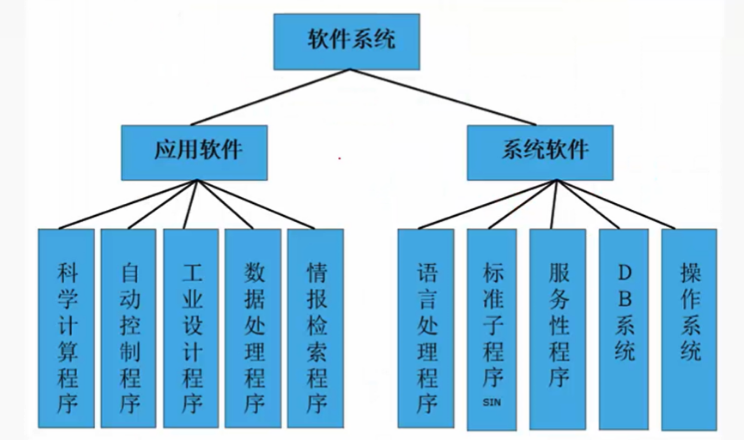 软件系统
应用软件
系统软件
科学计算程序
自动控制程序
工业设计程序
数据处理程序
情报检索程序
语言处理程序
标准子程序
SIN
服务性程序
DB系统
操作系统